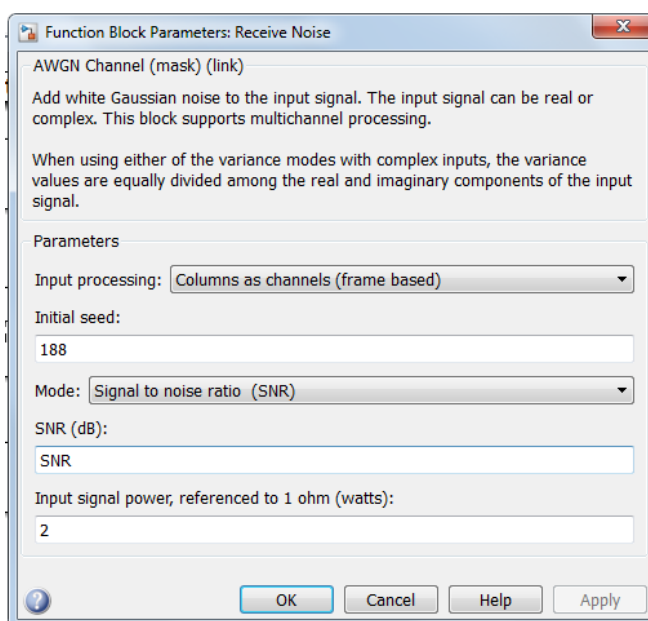 Function Block Parameters: Receive Noise
AWGN Channel (mask) (link)
Add white Gaussian noise to the input signal. The input signal can be real or
complex. This block supports multichannel processing.
When using either of the variance modes with complex inputs, the variance
values are equally divided among the real and imaginary components of the input
signal.
Parameters
Input processing: Columns as channels (frame based)
Initial seed:
188
Mode: Signal to noise ratio (SNR)
SNR (dB):
SNR
Input signal power, referenced to 1 ohm (watts):
2
OK Cancel Help Apply